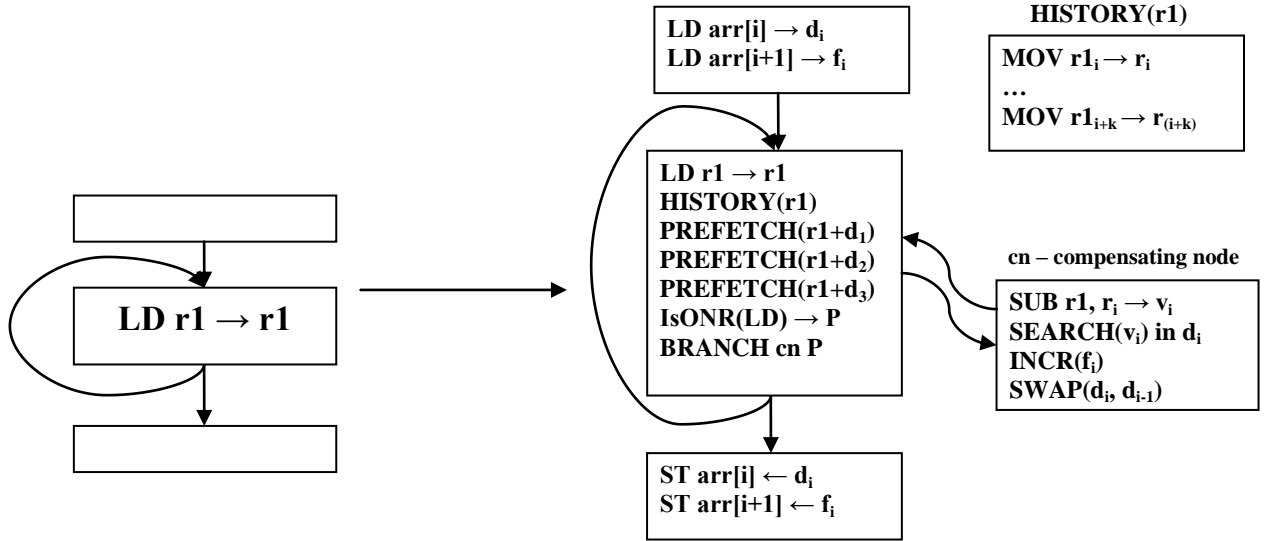 LD r1 → r1
LD arr[i] → dᵢ
LD arr[i+1] → fᵢ
LD r1 → r1
HISTORY(r1)
PREFETCH(r1+d₁)
PREFETCH(r1+d₂)
PREFETCH(r1+d₃)
IsONR(LD) → P
BRANCH cn P
ST arr[i] ← dᵢ
ST arr[i+1] ← fᵢ
HISTORY(r1)
MOV r1ᵢ → rᵢ
…
MOV r1ᵢ₊ₖ → r₍ᵢ₊ₖ₎
cn – compensating node
SUB r1, rᵢ → vᵢ
SEARCH(vᵢ) in dᵢ
INCR(fᵢ)
SWAP(dᵢ, dᵢ₋₁)